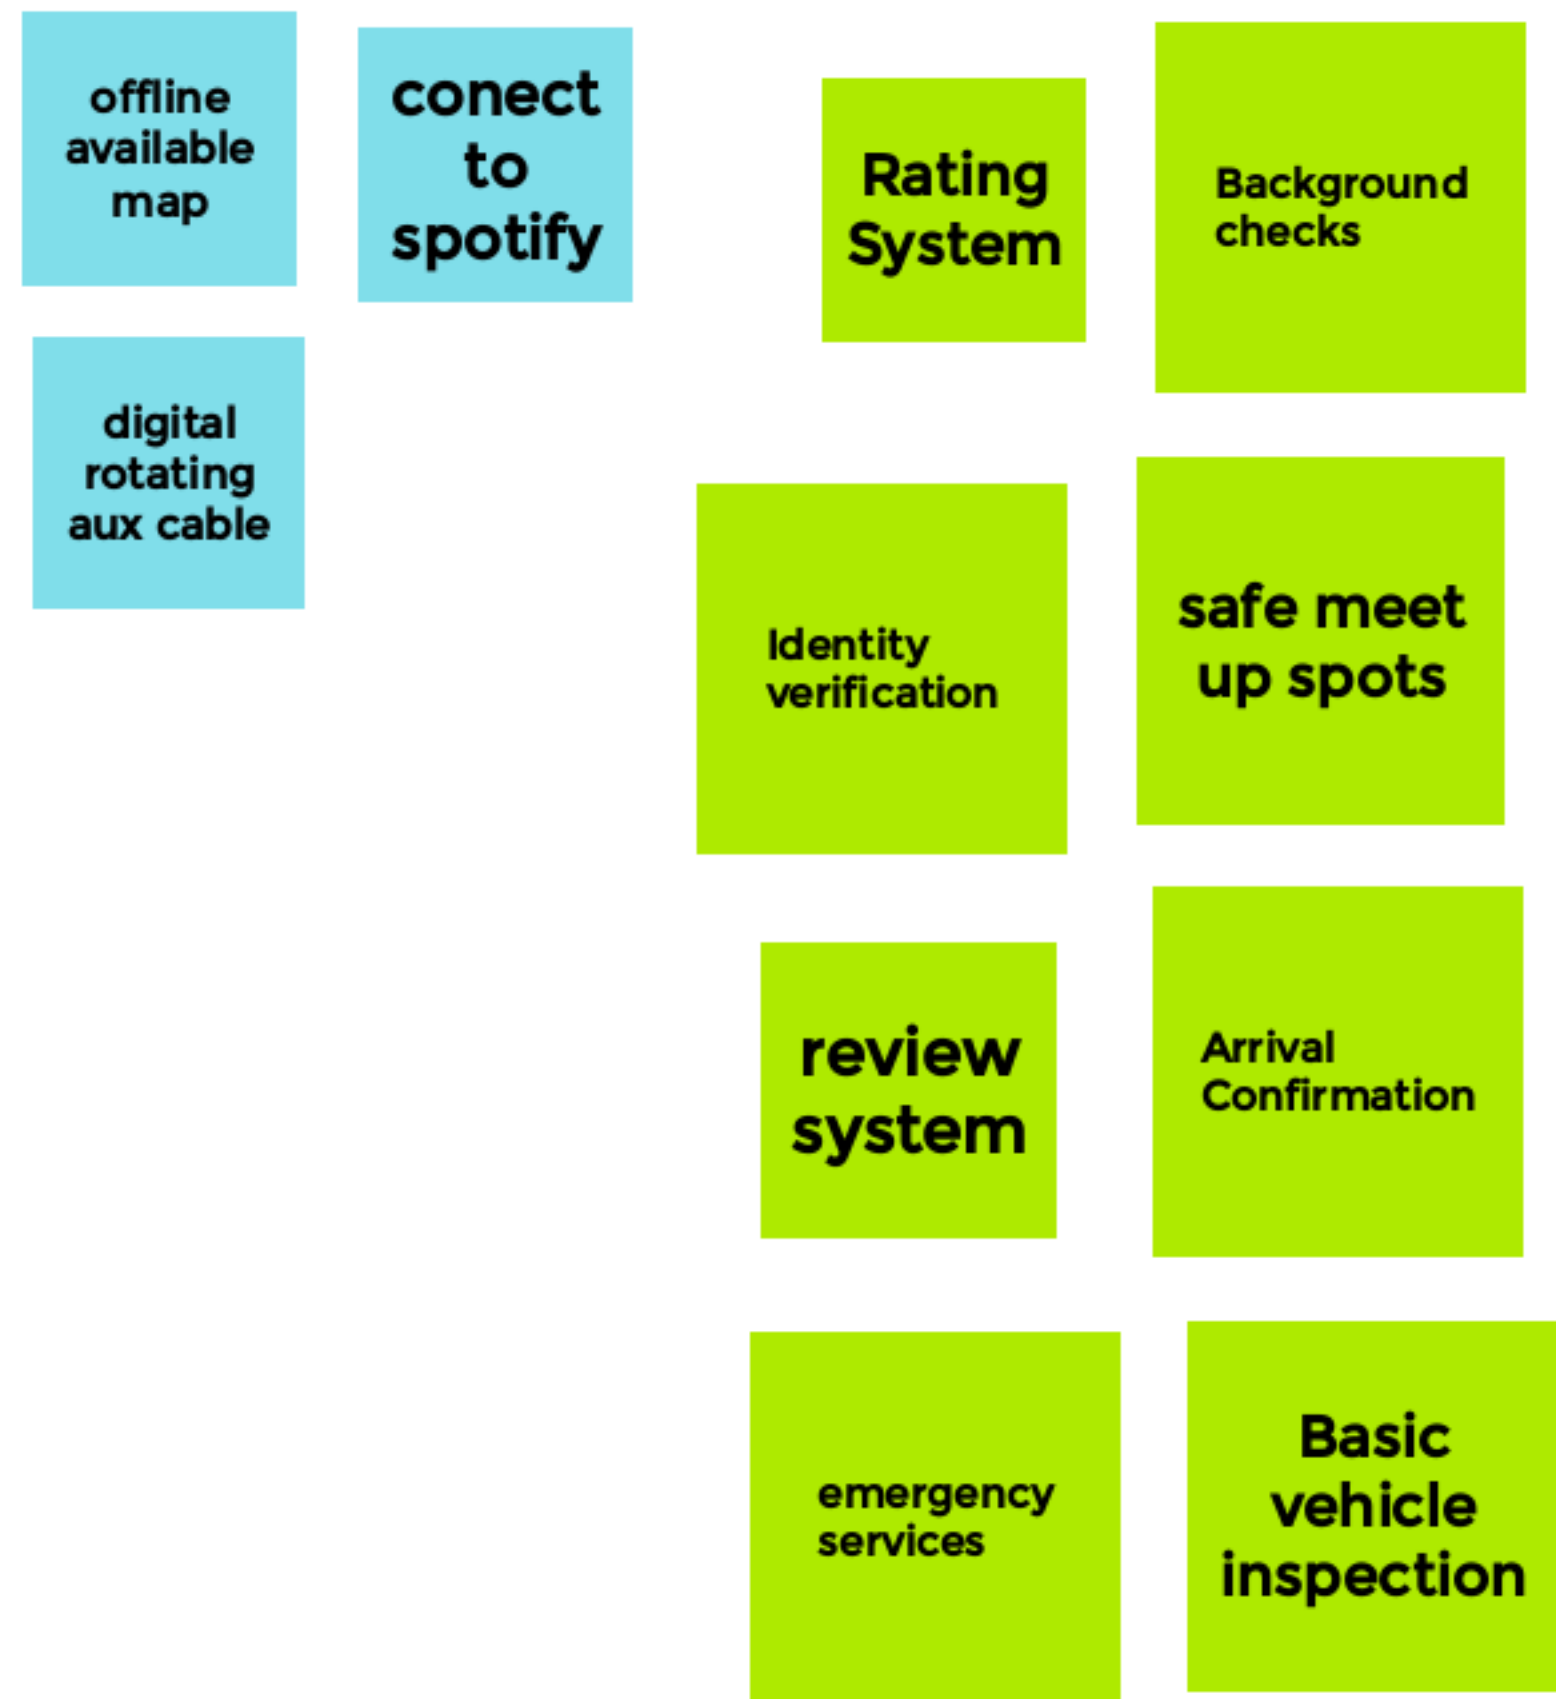 offline
available
map
conect
to
spotify
digital
rotating
aux cable
Rating
System
Background
checks
Identity
verification
safe meet
up spots
review
system
Arrival
Confirmation
emergency
services
Basic
vehicle
inspection